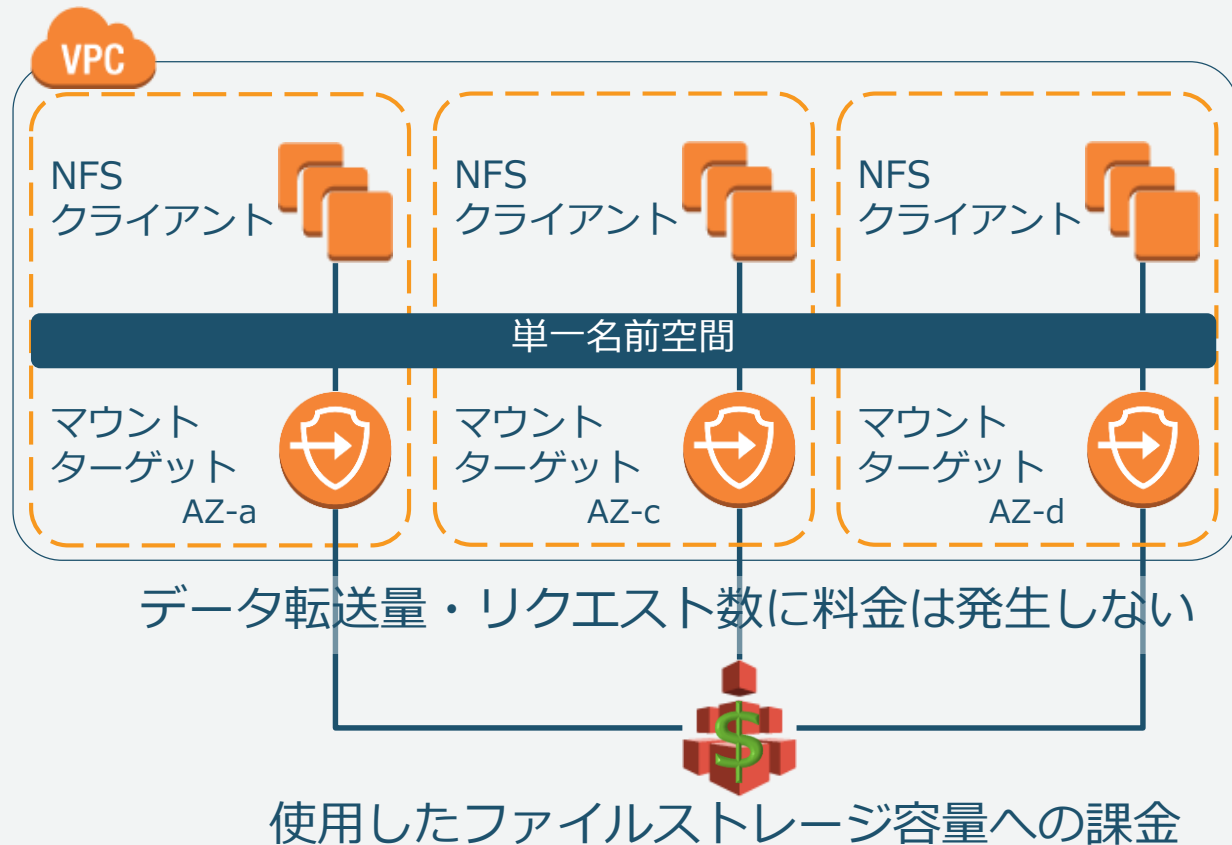 VPC
NFS
クライアント
NFS
クライアント
NFS
クライアント
単一名前空間
マウント
ターゲット
AZ-a
マウント
ターゲット
AZ-c
マウント
ターゲット
AZ-d
データ転送量・リクエスト数に料金は発生しない
$
使用したファイルストレージ容量への課金